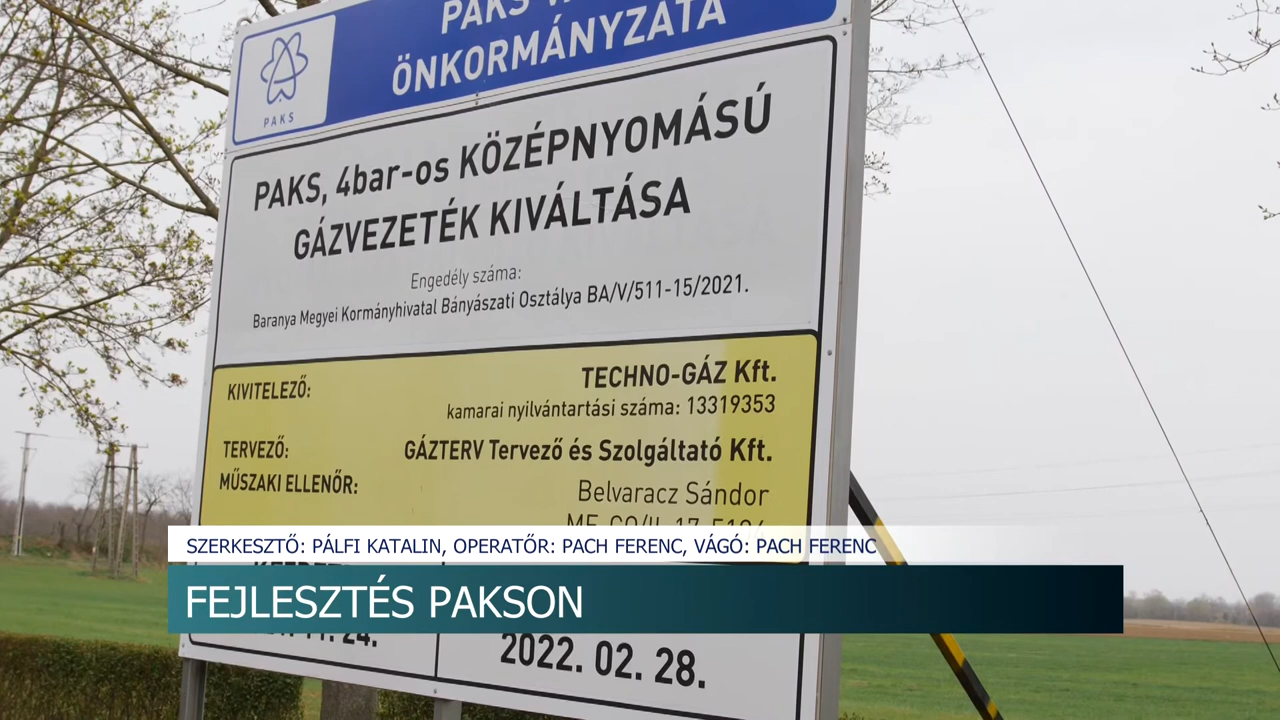 PAKS
ÖNKORMÁNYZATA
PAKS
PAKS, 4bar-os KÖZÉPNYOMÁSÚ
GÁZVEZETÉK KIVÁLTÁSA
Engedély száma:
Baranya Megyei Kormányhivatal Bányászati Osztálya BA/V/511-15/2021.
KIVITELEZŐ: TECHNO-GÁZ Kft.
kamarai nyilvántartási száma: 13319353
TERVEZŐ: GÁZTERV Tervező és Szolgáltató Kft.
MŰSZAKI ELLENŐR: Belvaracz Sándor
SZERKESZTŐ: PÁLFI KATALIN, OPERATŐR: PACH FERENC, VÁGÓ: PACH FERENC
FEJLESZTÉS PAKSON
24.
2022. 02. 28.